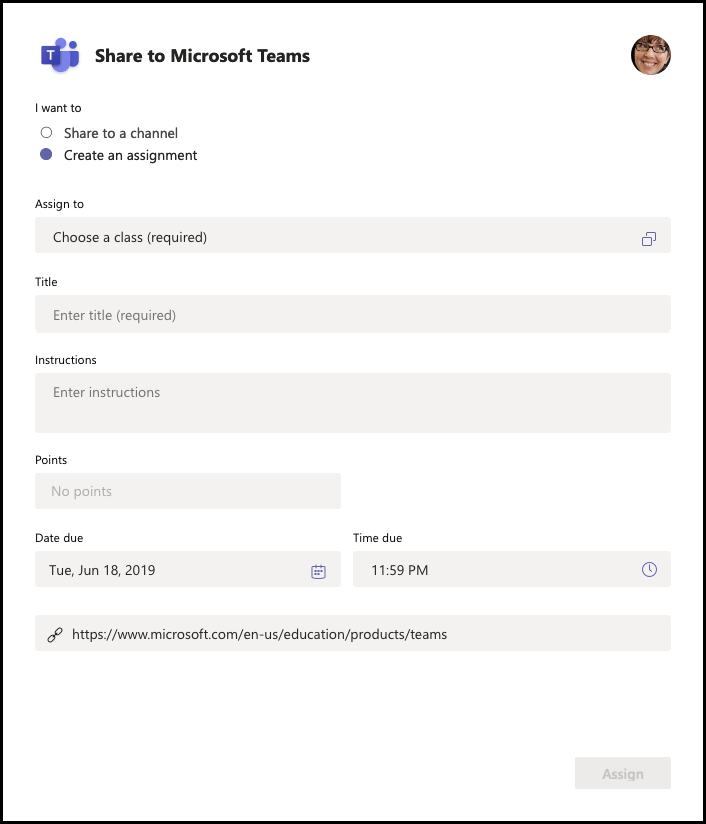 T
Share to Microsoft Teams
I want to
Share to a channel
Create an assignment
Assign to
Choose a class (required)
Title
Enter title (required)
Instructions
Enter instructions
Points
No points
Date due
Time due
Tue, Jun 18, 2019
11:59 PM
https://www.microsoft.com/en-us/education/products/teams
Assign